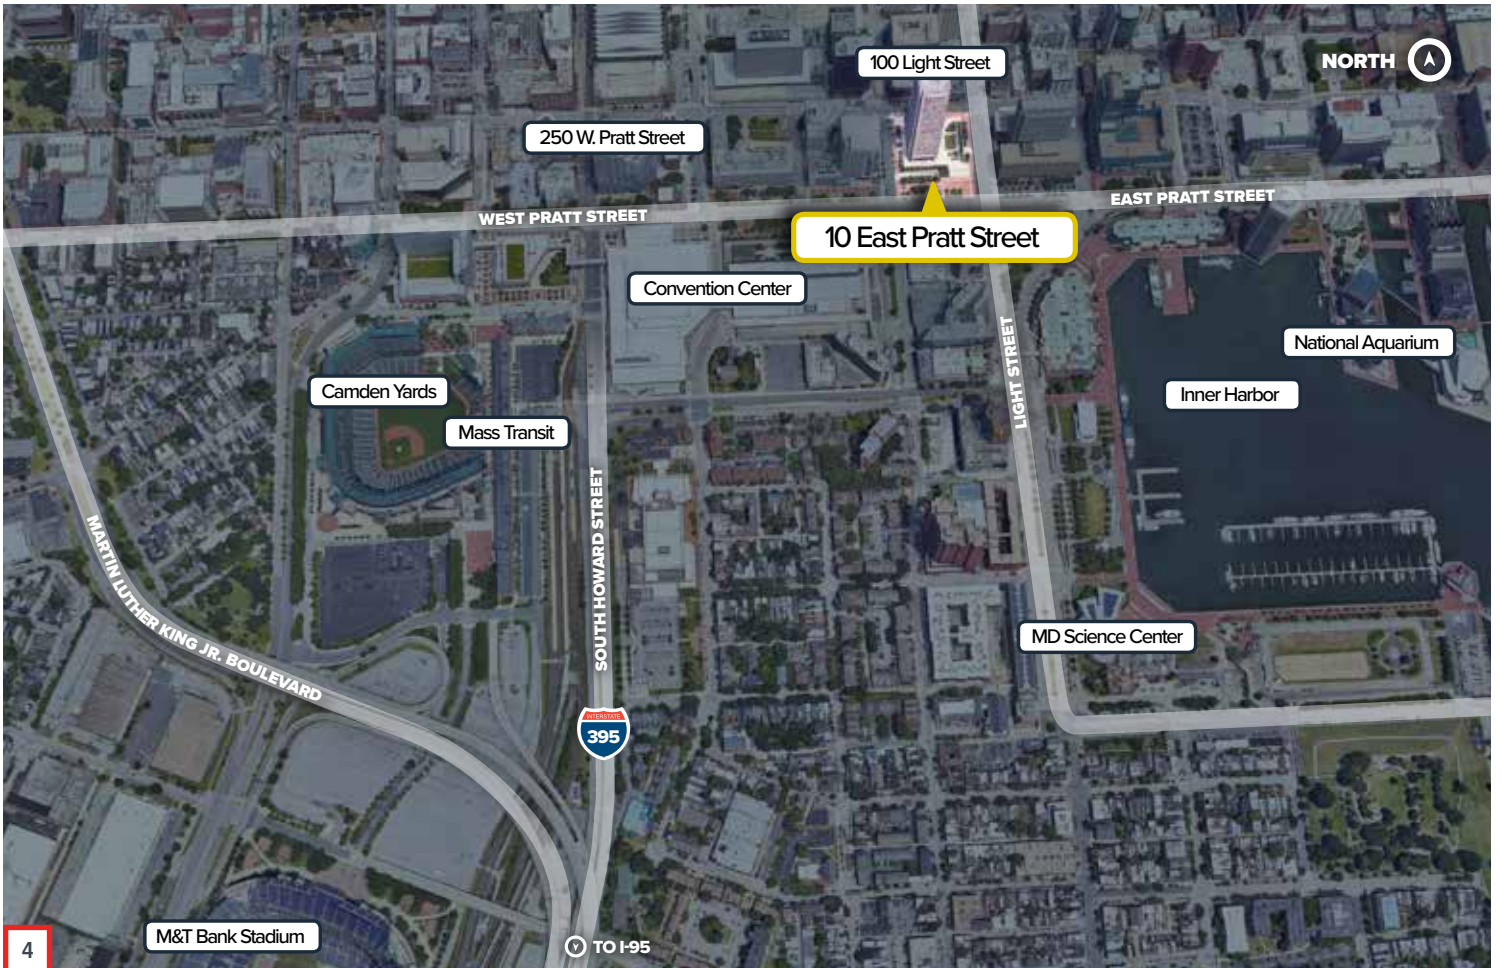 100 Light Street
NORTH
250 W. Pratt Street
EAST PRATT STREET
WEST PRATT STREET
10 East Pratt Street
Convention Center
National Aquarium
LIGHT STREET
Camden Yards
Inner Harbor
Mass Transit
SOUTH HOWARD STREET
MARTIN LUTHER KING JR. BOULEVARD
MD Science Center
INTERSTATE
395
M&T Bank Stadium
TO I-95
4